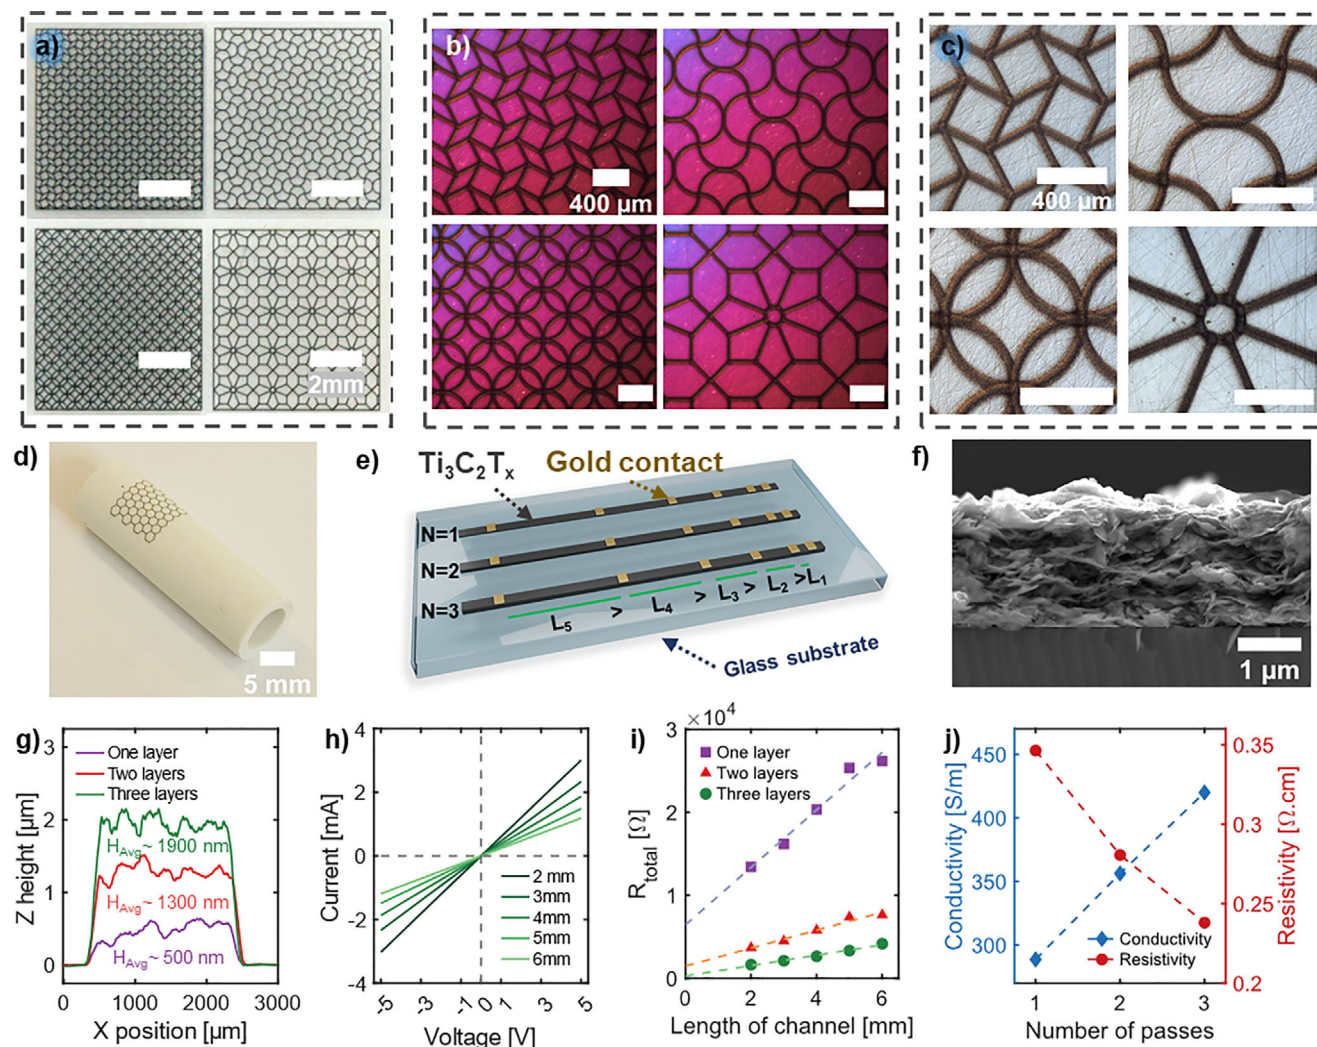 a)
2mm
b)
400 µm
c)
400 µm
d)
5 mm
e)
Ti₃C₂Tₓ
Gold contact
N=1
N=2
N=3
L₅ > L₄ > L₃ > L₂ >L₁
Glass substrate
f)
1 µm
g)
One layer
Two layers
Three layers
H_Avg~ 1900 nm
H_Avg~ 1300 nm
H_Avg~ 500 nm
3
2
1
0
Z height [µm]
0 1000 2000 3000
X position [µm]
h)
4
2
0
-2
-4
Current [mA]
2 mm
3mm
4mm
5mm
6mm
-5 -3 -1 0 1 3 5
Voltage [V]
i)
×10⁴
3
2
1
0
R_total [Ω]
One layer
Two layers
Three layers
0 2 4 6
Length of channel [mm]
j)
450
400
350
300
Conductivity [S/m]
Conductivity
Resistivity
0.35
0.3
0.25
0.2
Resistivity [Ω.cm]
1 2 3
Number of passes